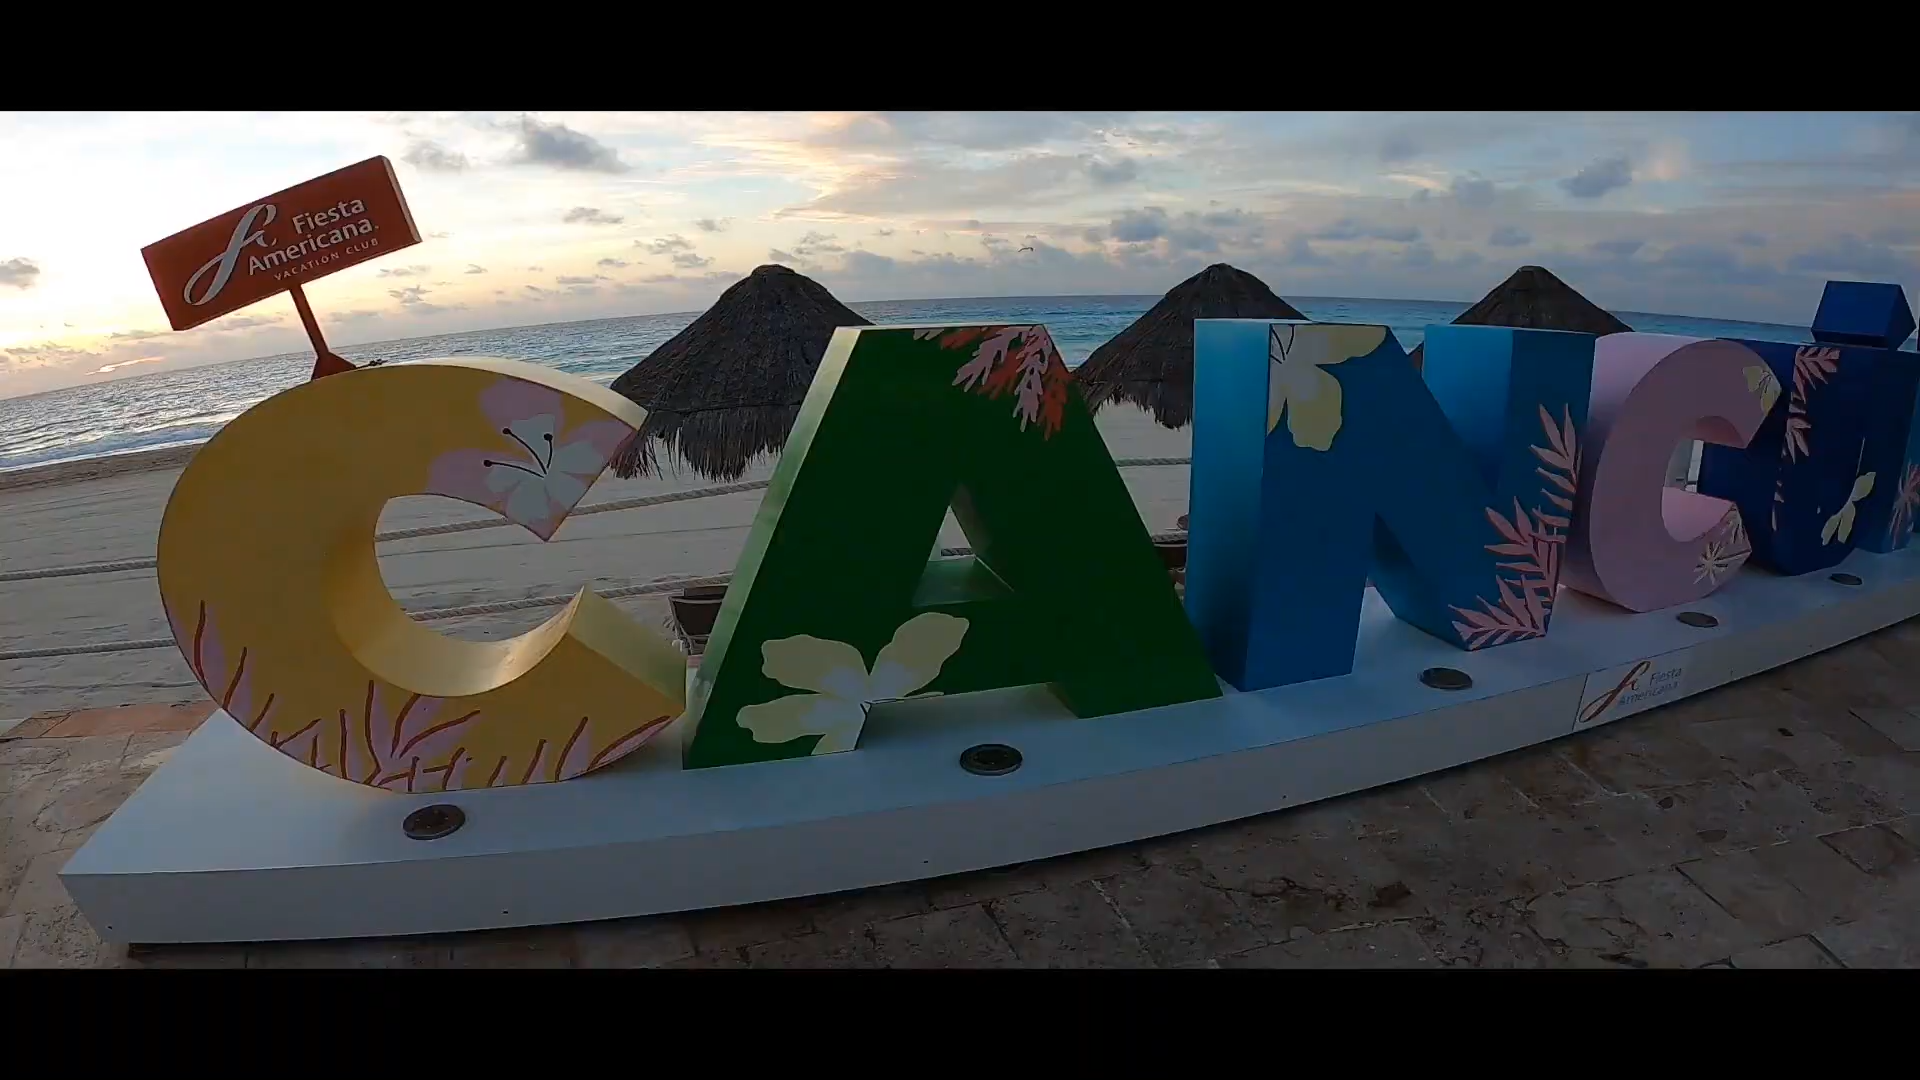 Fiesta
Americana.
VACATION CLUB
CANCÚ
Fiesta
Americana